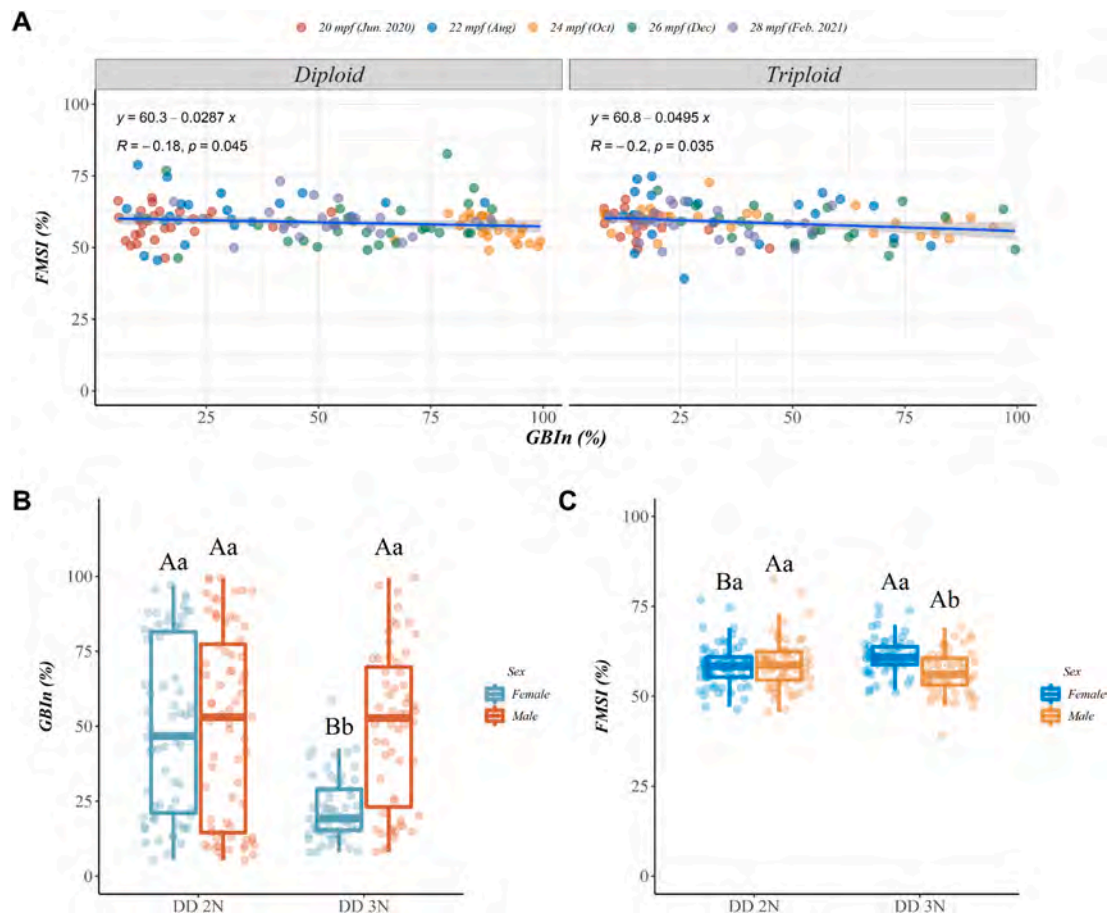 A
20 mpf (Jun. 2020) 22 mpf (Aug) 24 mpf (Oct) 26 mpf (Dec) 28 mpf (Feb. 2021)
Diploid Triploid
y = 60.3 – 0.0287 x
R = – 0.18, p = 0.045
y = 60.8 – 0.0495 x
R = – 0.2, p = 0.035
100
75
50
25
0
FMSI (%)
25 50 75 100 25 50 75 100
GBIn (%)
B
Aa Aa Bb Aa
100
75
50
25
0
GBIn (%)
DD 2N DD 3N
Sex
Female
Male
C
Ba Aa Aa Ab
100
75
50
25
0
FMSI (%)
DD 2N DD 3N
Sex
Female
Male